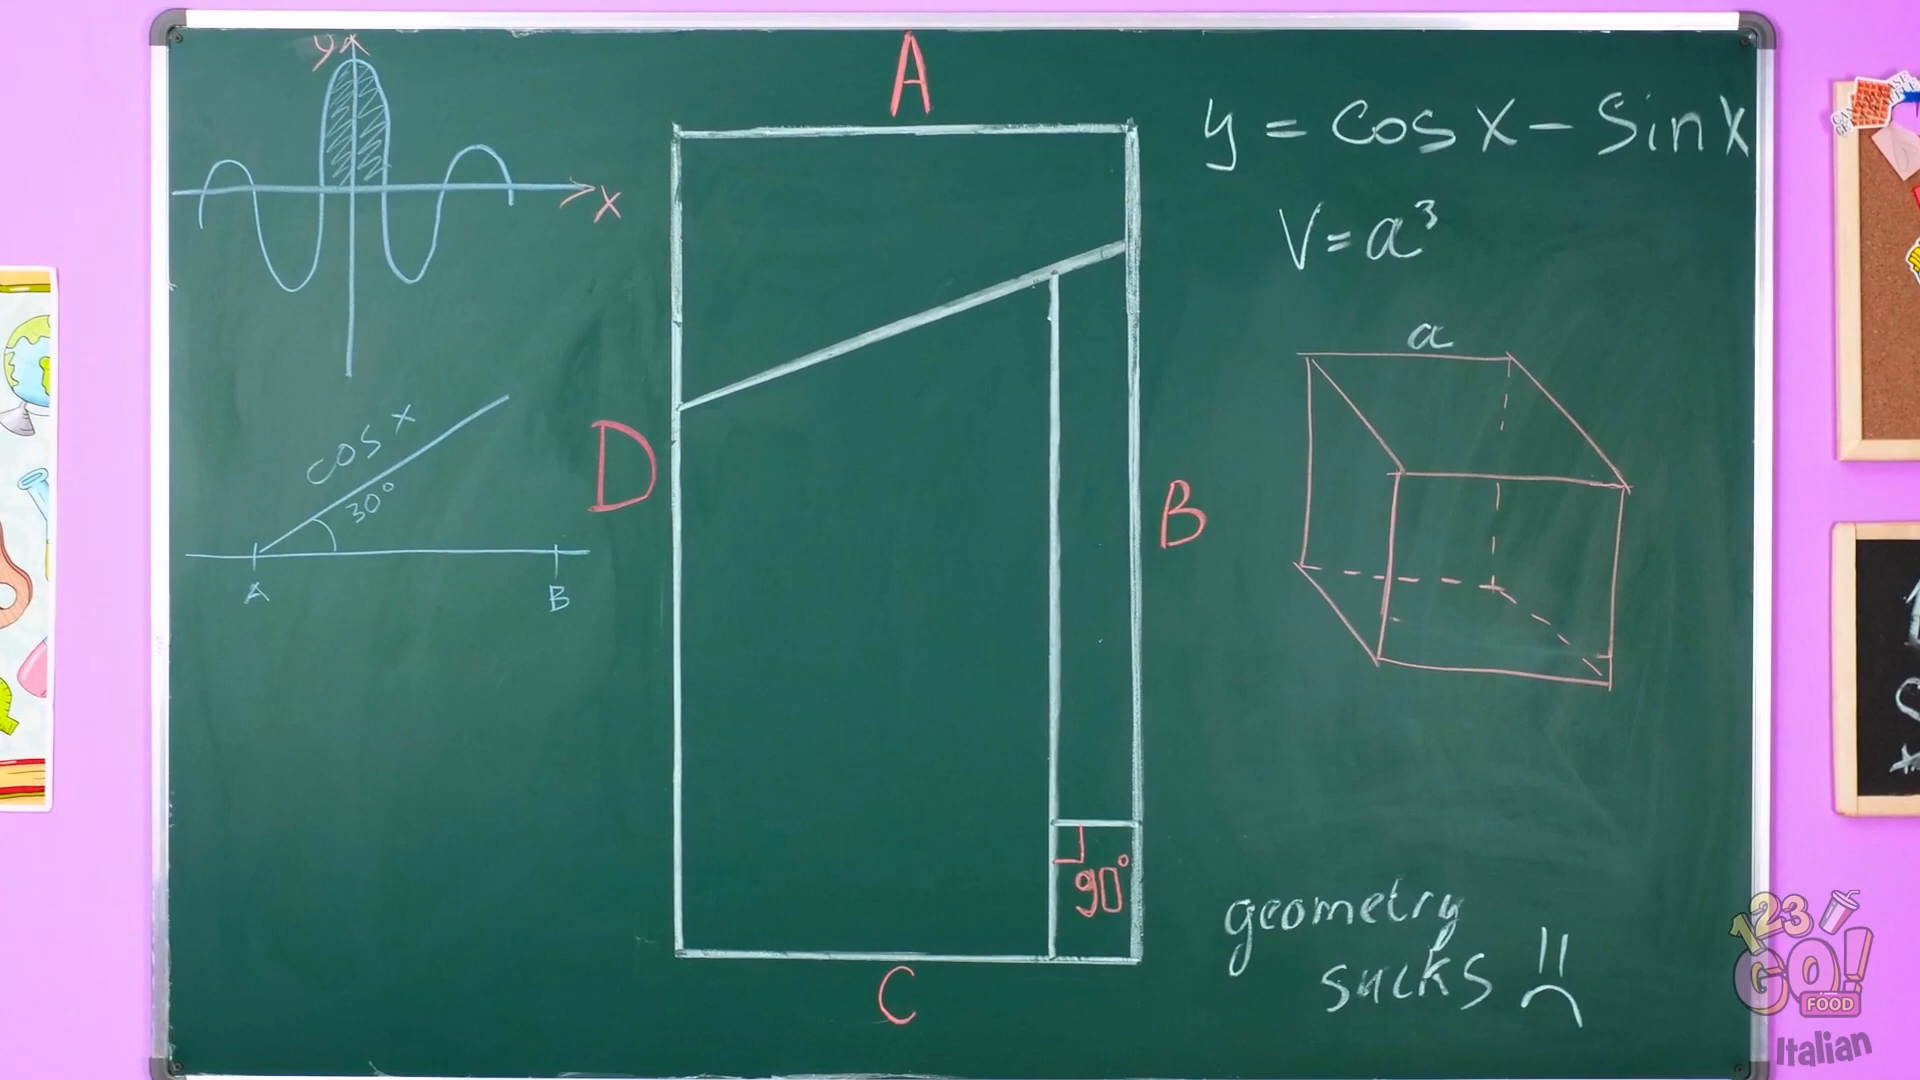 y
x
cos x
30°
A
B
A
D
B
C
90°
y = cos x - sin x
V = a³
a
geometry
sucks
123
GO!
FOOD
Italian